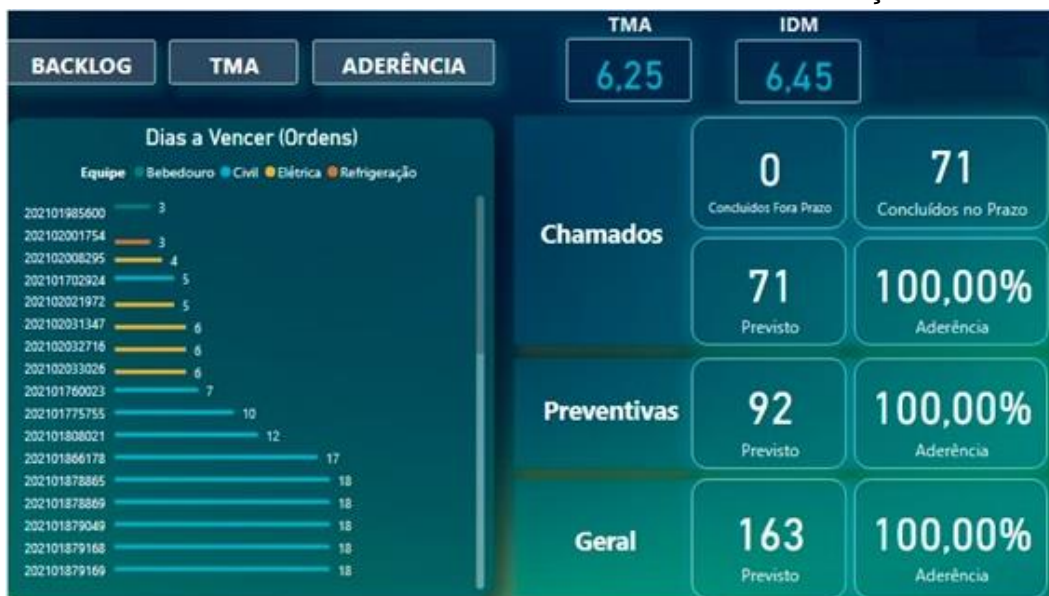 TMA IDM
BACKLOG TMA ADERÊNCIA 6,25 6,45
Dias a Vencer (Ordens)
Equipe Bebedouro Civil Elétrica Refrigeração
202101985600 3
202102001754 3
202102008295 4
202101702924 5
202102021972 5
202102031347 6
202102032716 6
202102033026 6
202101760023 7
202101775755 10
202101808021 12
202101866178 17
202101878865 18
202101878869 18
202101879049 18
202101879168 18
202101879169 18
Chamados
0
Concluídos Fora Prazo
71
Concluídos no Prazo
71
Previsto
100,00%
Aderência
Preventivas
92
Previsto
100,00%
Aderência
Geral
163
Previsto
100,00%
Aderência